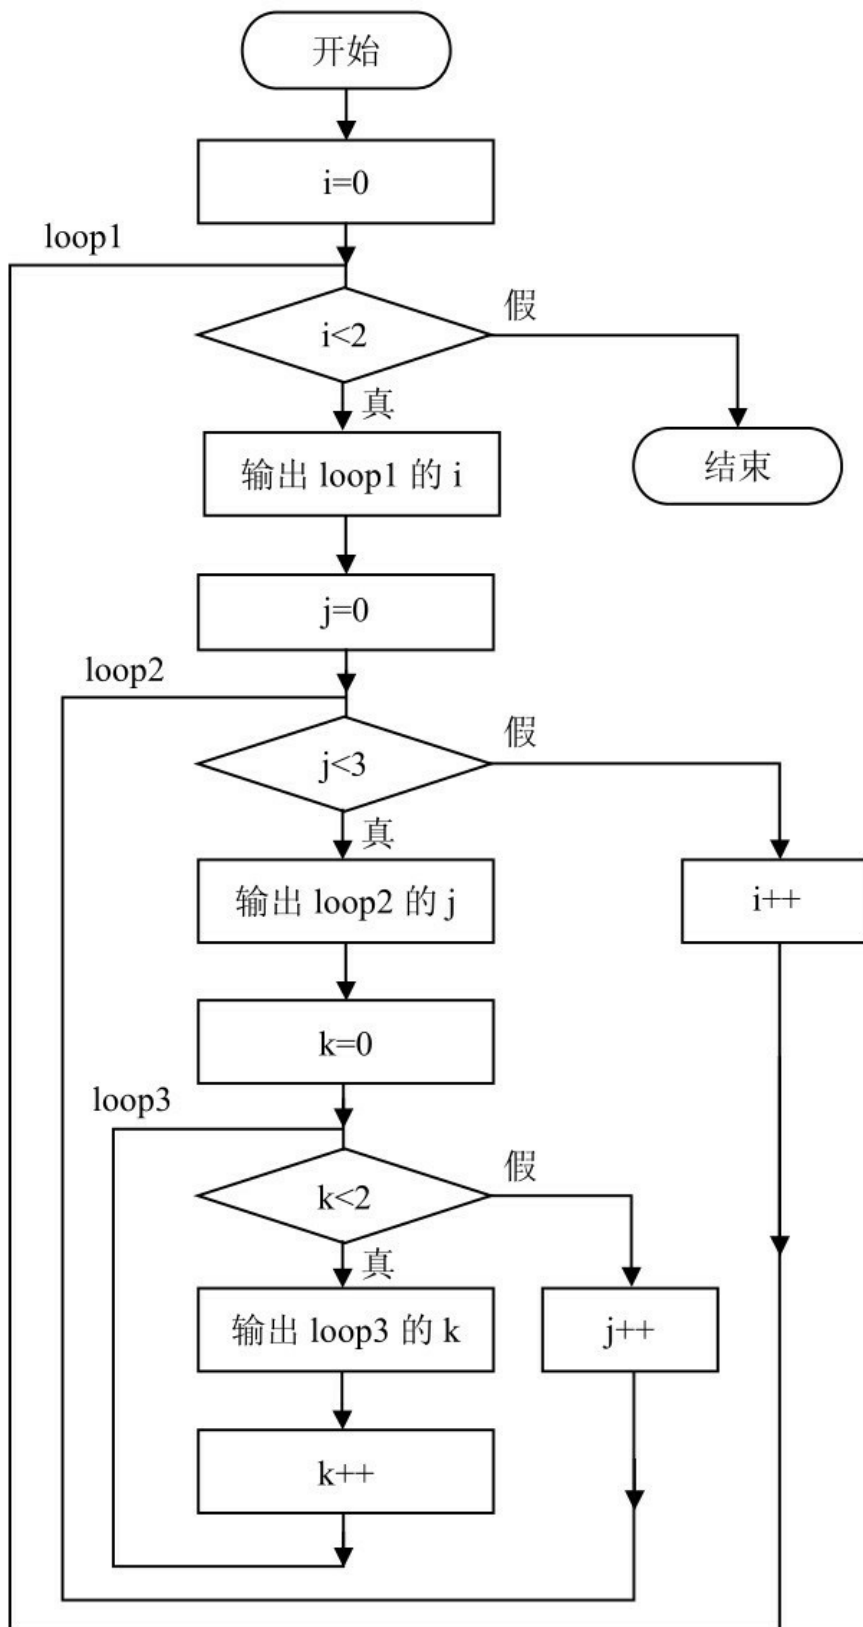 开始
i=0
loop1
i<2
假
真
输出 loop1 的 i
结束
j=0
loop2
j<3
假
真
输出 loop2 的 j
i++
k=0
loop3
k<2
假
真
输出 loop3 的 k
j++
k++